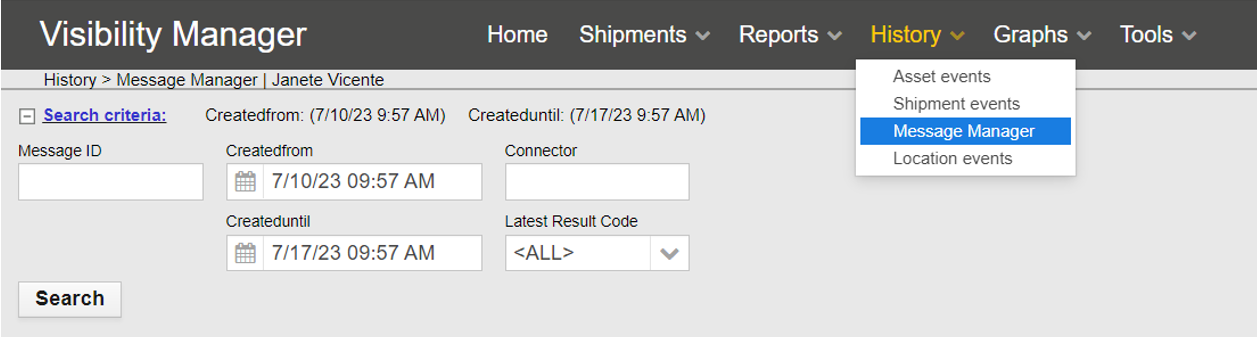 Visibility Manager Home Shipments Reports History Graphs Tools
History > Message Manager | Janete Vicente
Asset events
Shipment events
Message Manager
Location events
Search criteria: Createdfrom: (7/10/23 9:57 AM) Createduntil: (7/17/23 9:57 AM)
Message ID Createdfrom Connector
7/10/23 09:57 AM
Createduntil Latest Result Code
7/17/23 09:57 AM <ALL>
Search